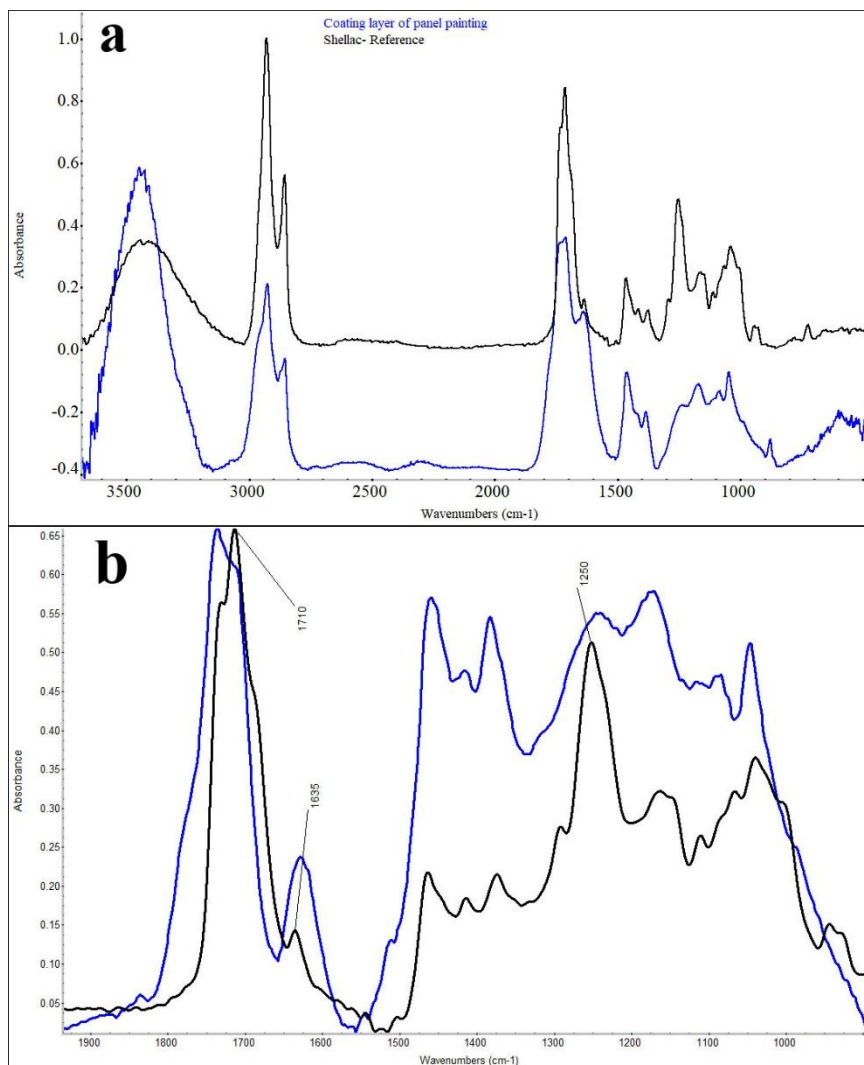 a
Coating layer of panel painting
Shellac- Reference
1.0
0.8
0.6
0.4
0.2
0.0
-0.2
-0.4
Absorbance
3500 3000 2500 2000 1500 1000
Wavenumbers (cm-1)
b
0.65
0.60
0.55
0.50
0.45
0.40
0.35
0.30
0.25
0.20
0.15
0.10
0.05
Absorbance
1710
1635
1250
1900 1800 1700 1600 1500 1400 1300 1200 1100 1000
Wavenumbers (cm-1)